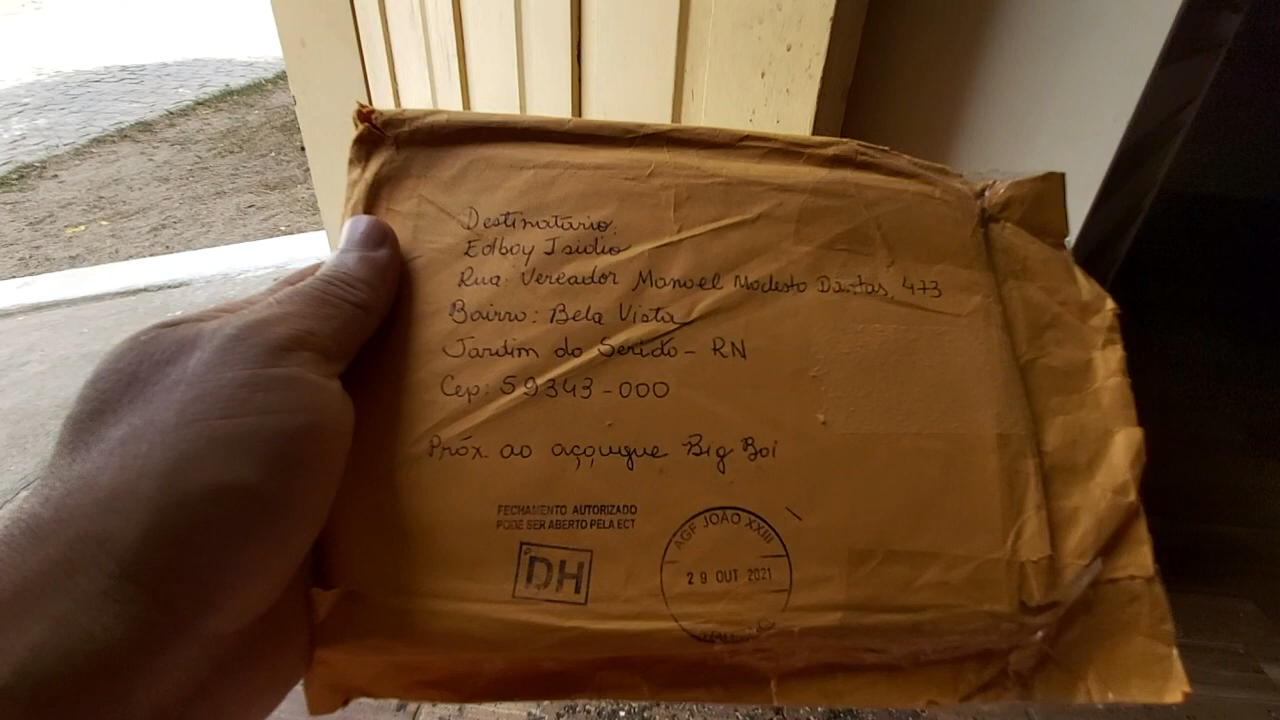 Destinatário:
Edboy Isidio
Rua: Vereador Manoel Modesto Dantas, 473
Bairro: Bela Vista
Jardim do Seridó - RN
Cep: 59343-000
Próx. ao açougue Big Boi
FECHAMENTO AUTORIZADO
PODE SER ABERTO PELA ECT
DH
AGF JOÃO XXIII
29 OUT 2021